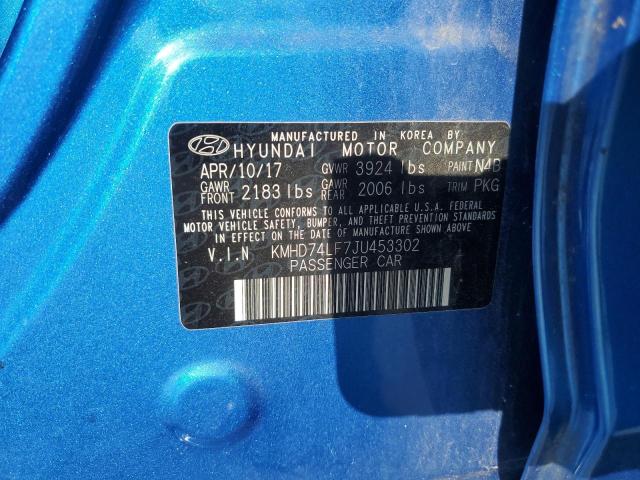 MANUFACTURED IN KOREA BY
HYUNDAI MOTOR COMPANY
APR/10/17 GVWR 3924 lbs PAINT N4B
GAWR FRONT 2183 lbs GAWR REAR 2006 lbs TRIM PKG
THIS VEHICLE CONFORMS TO ALL APPLICABLE U.S.A. FEDERAL
MOTOR VEHICLE SAFETY, BUMPER, AND THEFT PREVENTION STANDARDS
IN EFFECT ON THE DATE OF MANUFACTURE SHOWN ABOVE.
V.I.N KMHD74LF7JU453302
PASSENGER CAR